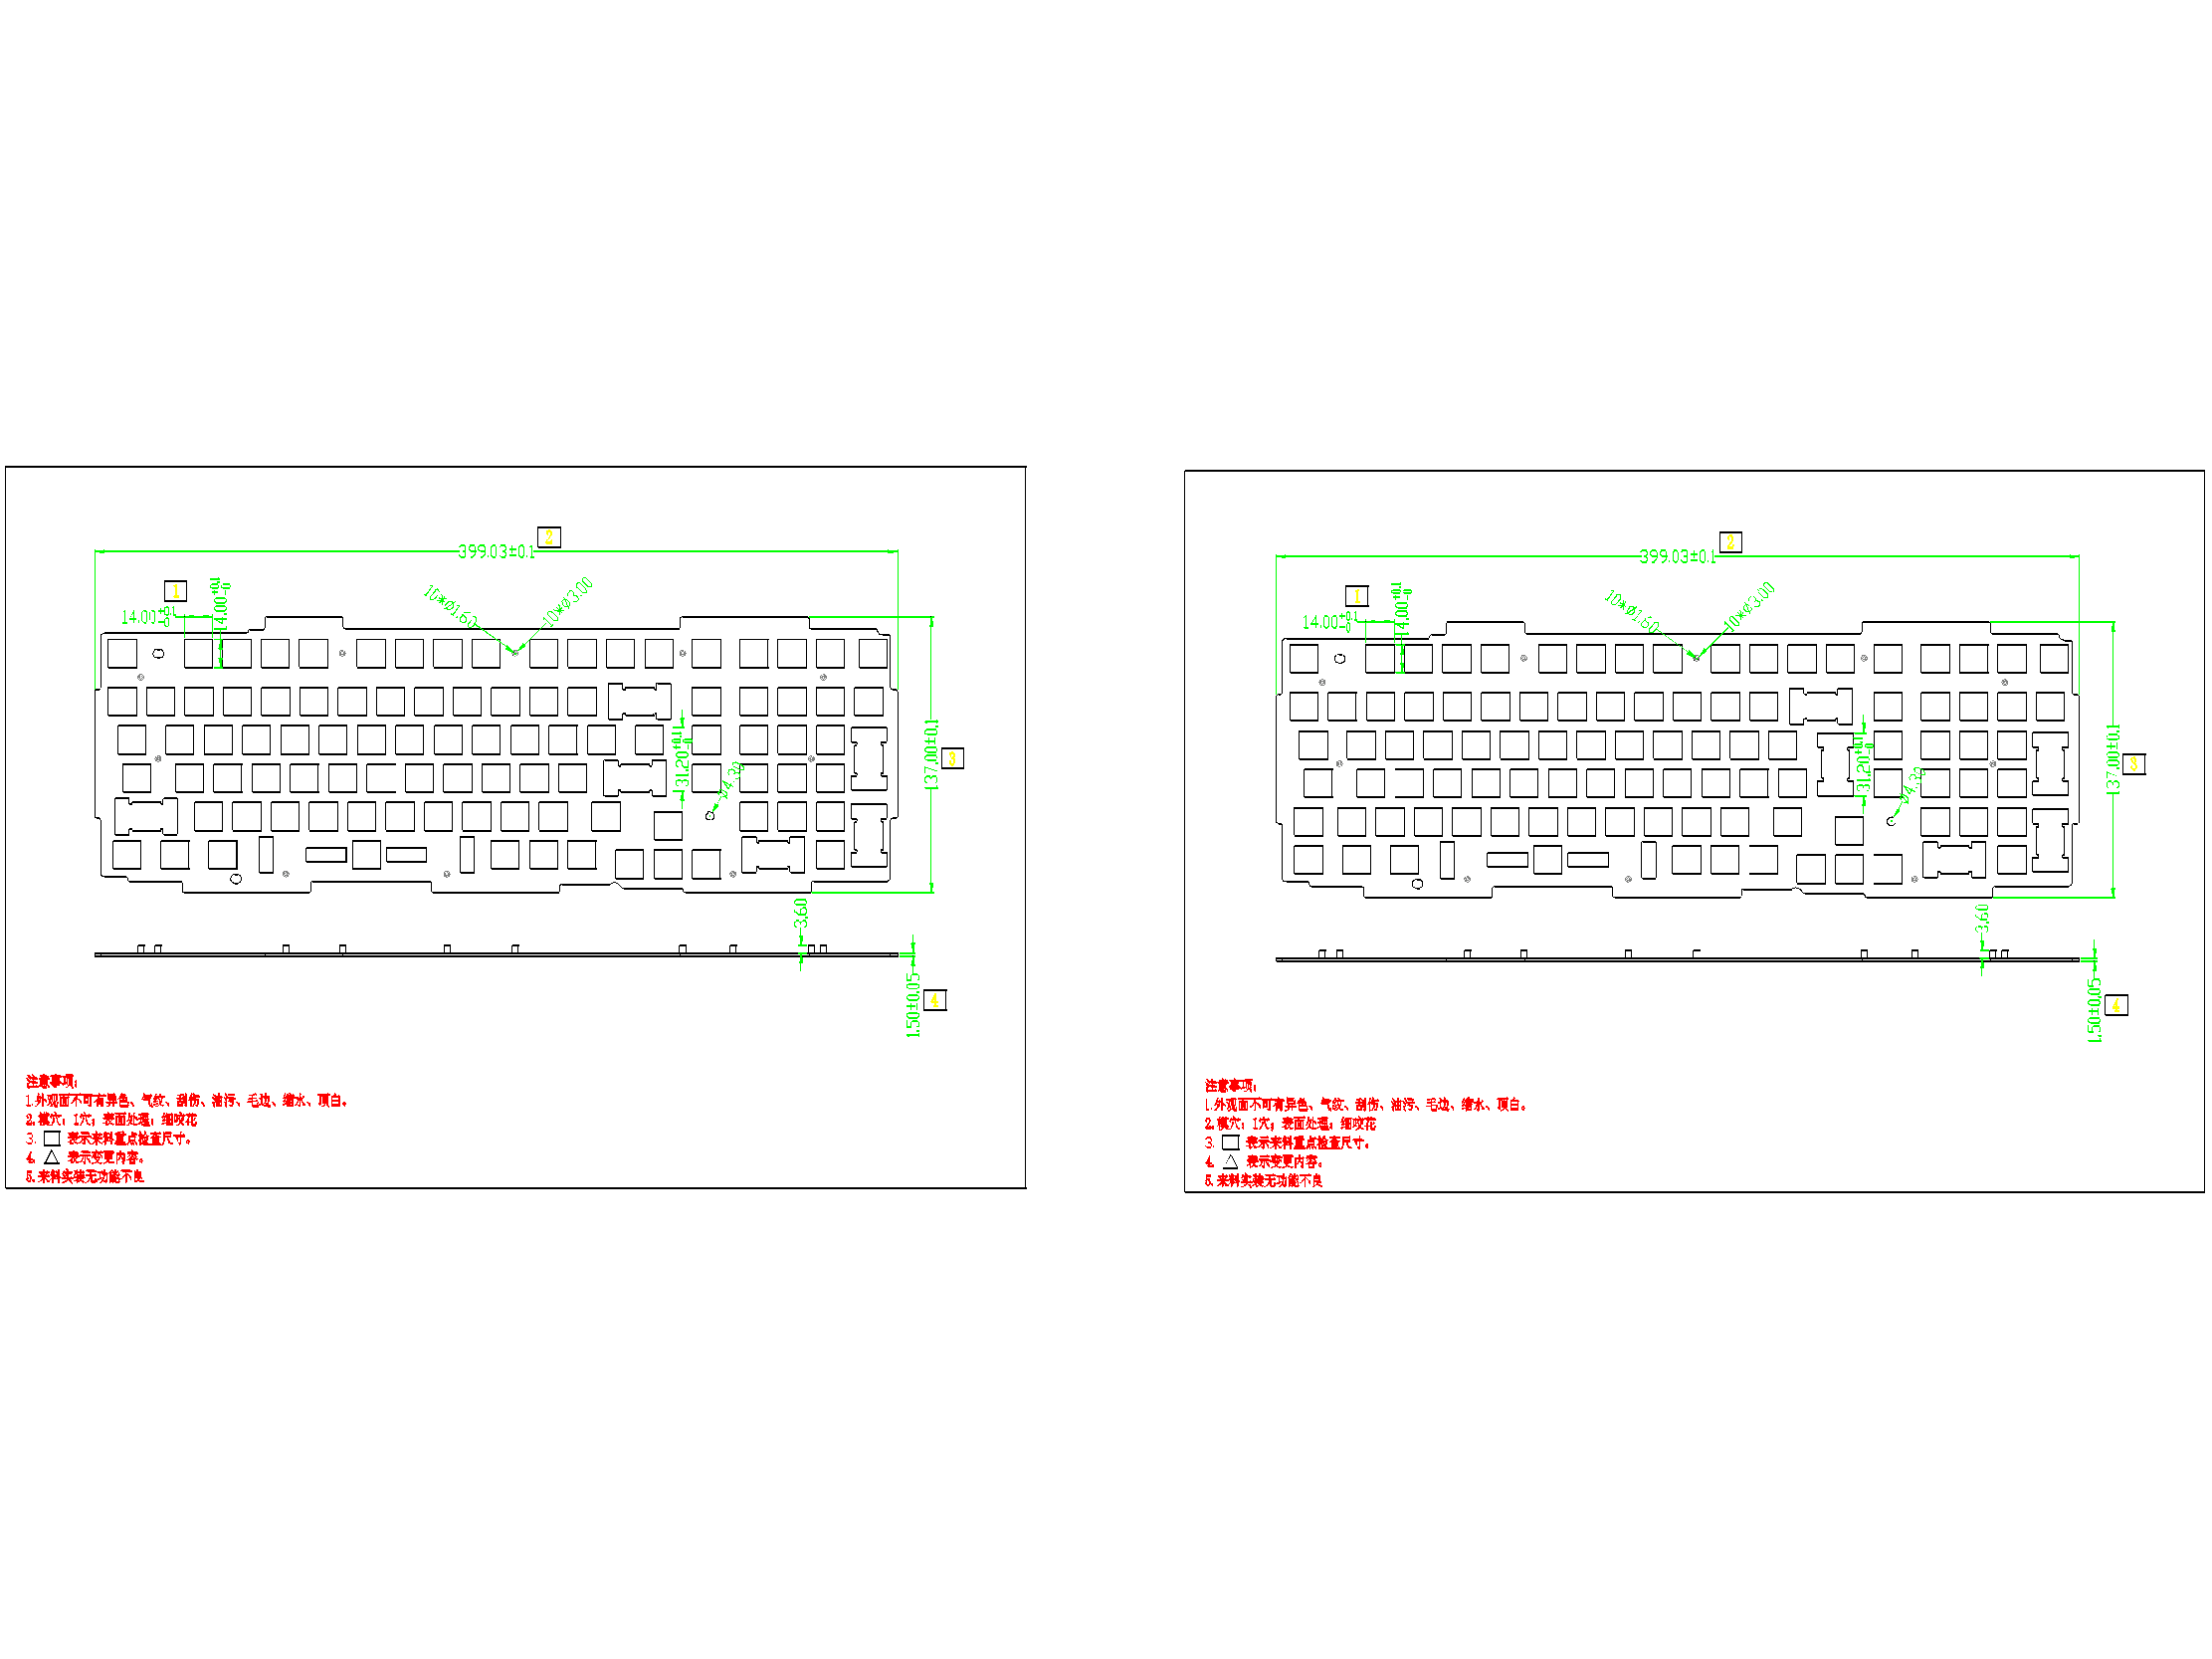 2
399.03±0.1
1
14.00+0.1-0
14.00+0.1-0
10*ø1.60
10*ø3.00
31.20+0.1-0
137.00±0.1
3
3.60
1.50±0.05
4
注意事项:
1.外观面不可有异色、气纹、刮伤、油污、毛边、缩水、顶白。
2.模穴:1穴;表面处理:细咬花
3. 表示来料重点检查尺寸。
4. 表示变更内容。
5.来料实装无功能不良
2
399.03±0.1
1
14.00+0.1-0
14.00+0.1-0
10*ø1.60
10*ø3.00
31.20+0.1-0
137.00±0.1
3
3.60
1.50±0.05
4
注意事项:
1.外观面不可有异色、气纹、刮伤、油污、毛边、缩水、顶白。
2.模穴:1穴;表面处理:细咬花
3. 表示来料重点检查尺寸。
4. 表示变更内容。
5.来料实装无功能不良